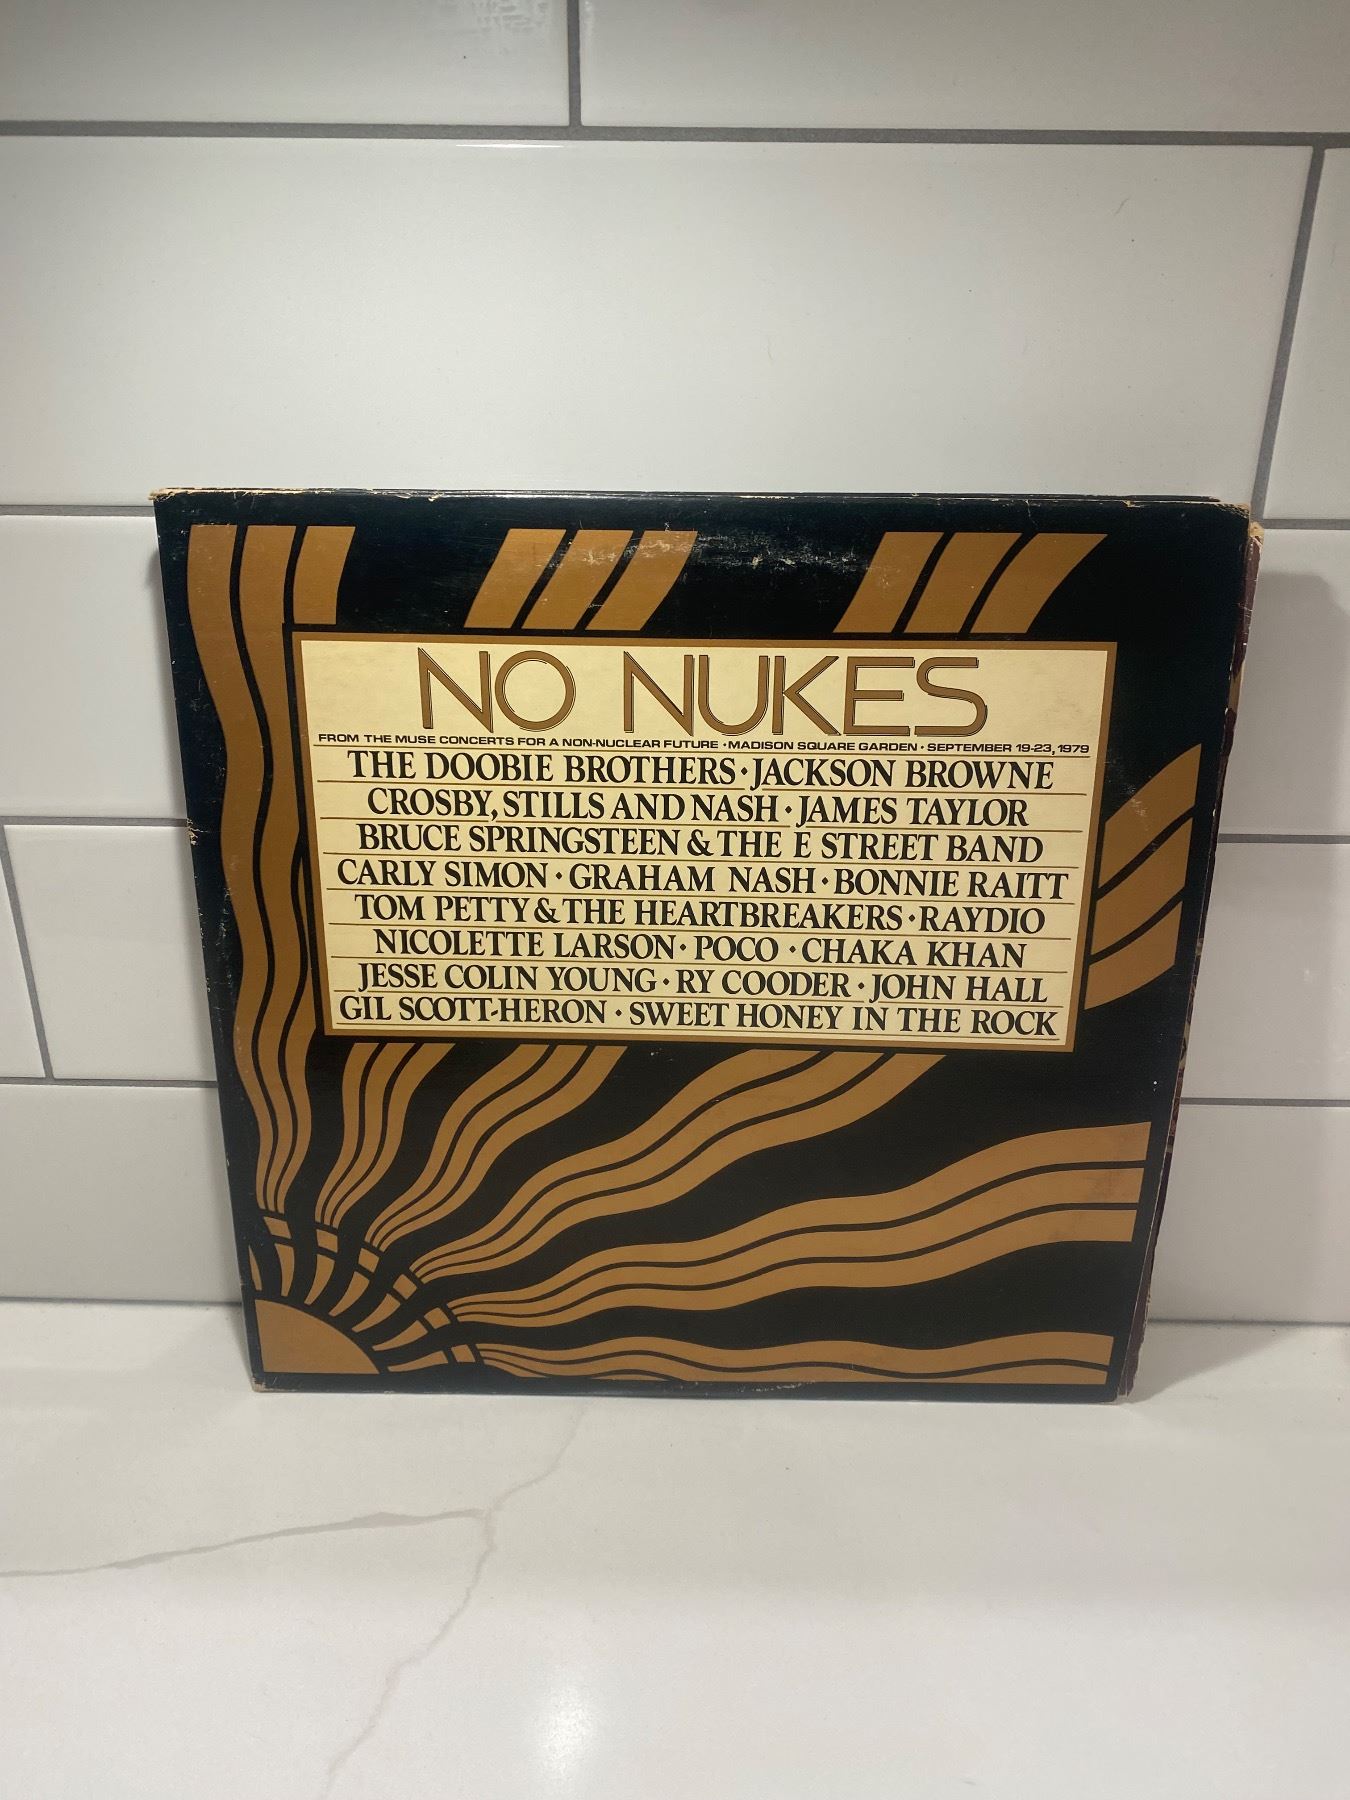 NO NUKES
FROM THE MUSE CONCERTS FOR A NON-NUCLEAR FUTURE • MADISON SQUARE GARDEN • SEPTEMBER 19-23, 1979
THE DOOBIE BROTHERS • JACKSON BROWNE
CROSBY, STILLS AND NASH • JAMES TAYLOR
BRUCE SPRINGSTEEN & THE E STREET BAND
CARLY SIMON • GRAHAM NASH • BONNIE RAITT
TOM PETTY & THE HEARTBREAKERS • RAYDIO
NICOLETTE LARSON • POCO • CHAKA KHAN
JESSE COLIN YOUNG • RY COODER • JOHN HALL
GIL SCOTT-HERON • SWEET HONEY IN THE ROCK